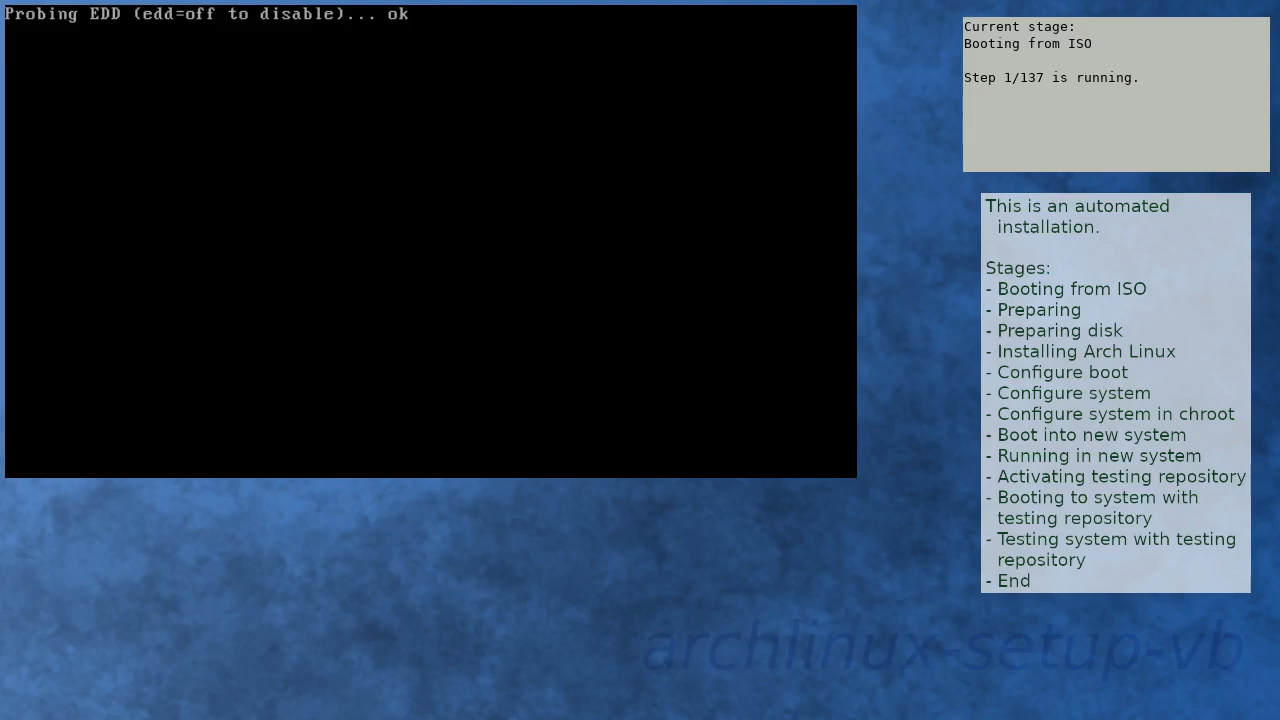 Probing EDD (edd=off to disable)... ok
Current stage:
Booting from ISO
Step 1/137 is running.
This is an automated
installation.
Stages:
- Booting from ISO
- Preparing
- Preparing disk
- Installing Arch Linux
- Configure boot
- Configure system
- Configure system in chroot
- Boot into new system
- Running in new system
- Activating testing repository
- Booting to system with
testing repository
- Testing system with testing
repository
- End
archlinux-setup-vb